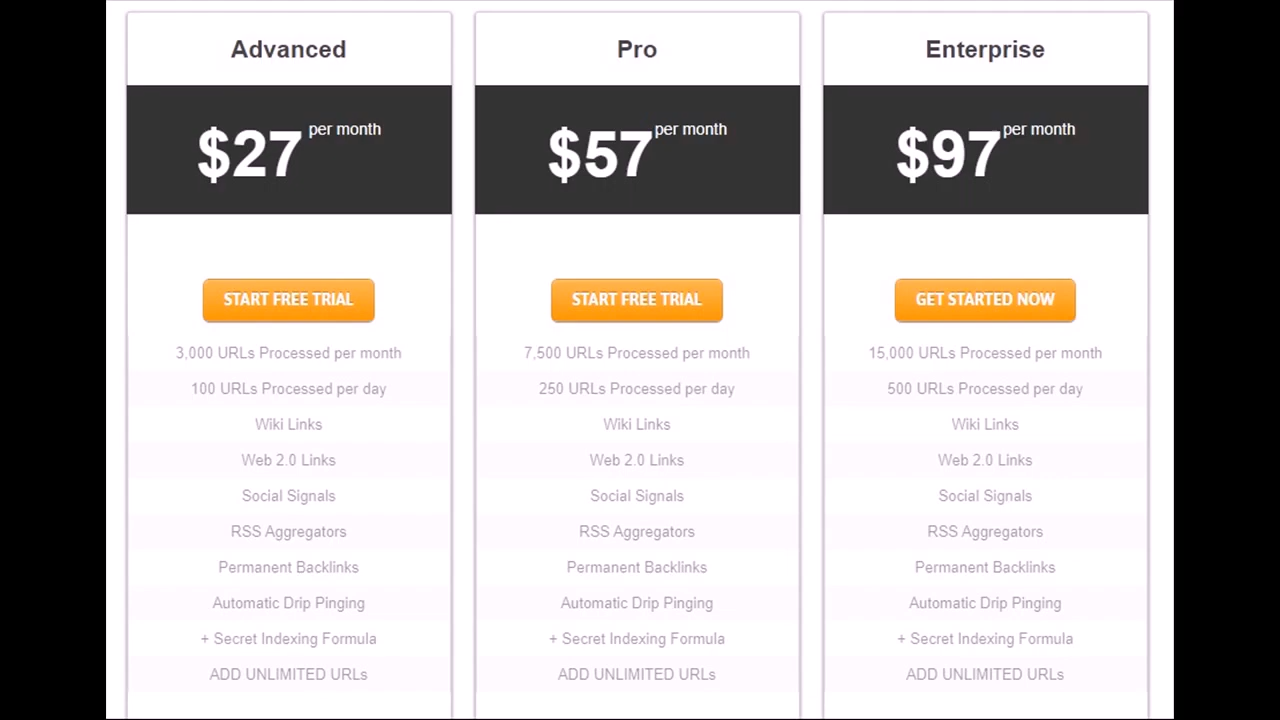 Advanced
$27 per month
START FREE TRIAL
3,000 URLs Processed per month
100 URLs Processed per day
Wiki Links
Web 2.0 Links
Social Signals
RSS Aggregators
Permanent Backlinks
Automatic Drip Pinging
+ Secret Indexing Formula
ADD UNLIMITED URLs
Pro
$57 per month
START FREE TRIAL
7,500 URLs Processed per month
250 URLs Processed per day
Wiki Links
Web 2.0 Links
Social Signals
RSS Aggregators
Permanent Backlinks
Automatic Drip Pinging
+ Secret Indexing Formula
ADD UNLIMITED URLs
Enterprise
$97 per month
GET STARTED NOW
15,000 URLs Processed per month
500 URLs Processed per day
Wiki Links
Web 2.0 Links
Social Signals
RSS Aggregators
Permanent Backlinks
Automatic Drip Pinging
+ Secret Indexing Formula
ADD UNLIMITED URLs